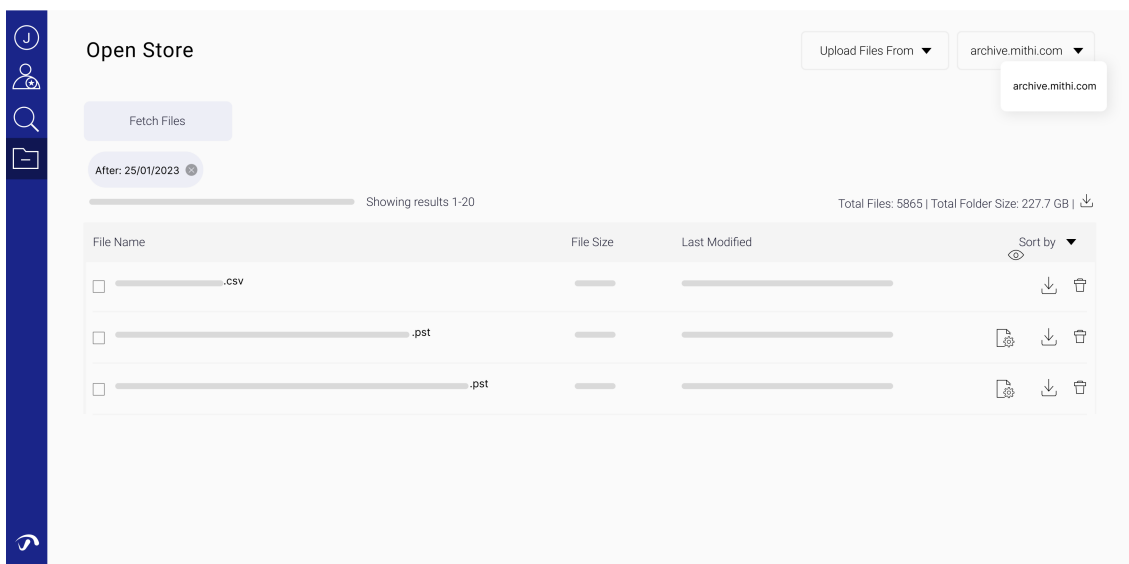 J
Open Store
Upload Files From
archive.mithi.com
archive.mithi.com
Fetch Files
After: 25/01/2023
Showing results 1-20
Total Files: 5865 | Total Folder Size: 227.7 GB |
File Name File Size Last Modified Sort by
.csv
.pst
.pst